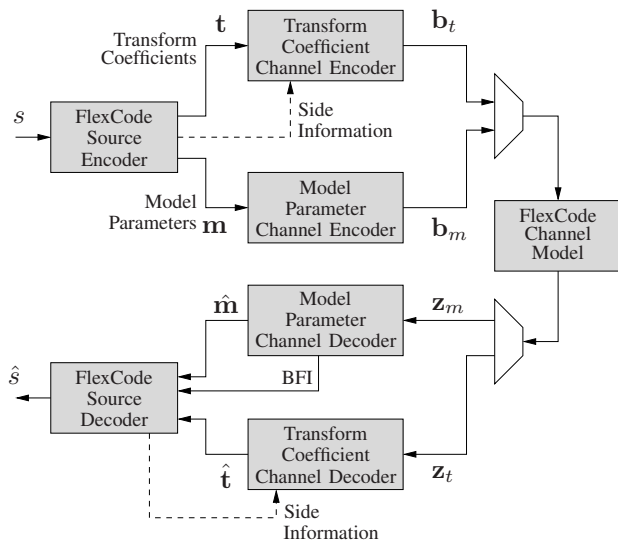 t
b_t
Transform
Coefficients
Transform
Coefficient
Channel Encoder
s
FlexCode
Source
Encoder
Side
Information
Model
Parameters
m
Model
Parameter
Channel Encoder
b_m
FlexCode
Channel
Model
m̂
Model
Parameter
Channel Decoder
z_m
BFI
ŝ
FlexCode
Source
Decoder
t̂
Transform
Coefficient
Channel Decoder
z_t
Side
Information